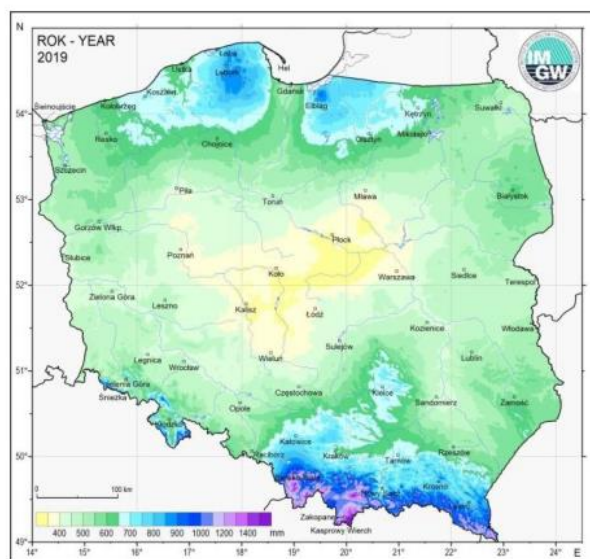 N
ROK - YEAR
2019
IM
GW
54°
53°
52°
51°
50°
49°
Łeba
Ustka
Lębork
Hel
Koszalin
Gdańsk
Elbląg
Kołobrzeg
Świnoujście
Kętrzyn
Suwałki
Resko
Olsztyn
Mikołajki
Chojnice
Szczecin
Piła
Toruń
Mława
Białystok
Gorzów Wlkp.
Płock
Poznań
Słubice
Koło
Warszawa
Siedlce
Terespol
Zielona Góra
Leszno
Kalisz
Łódź
Kozienice
Włodawa
Sulejów
Legnica
Wrocław
Wieluń
Lublin
Jelenia Góra
Śnieżka
Częstochowa
Kielce
Opole
Sandomierz
Zamość
Kłodzko
Katowice
Racibórz
Kraków
Tarnów
Rzeszów
Krosno
Zakopane
Kasprowy Wierch
0 100 km
400 500 600 700 800 900 1000 1200 1400 mm
14° 15° 16° 17° 18° 19° 20° 21° 22° 23° 24° E